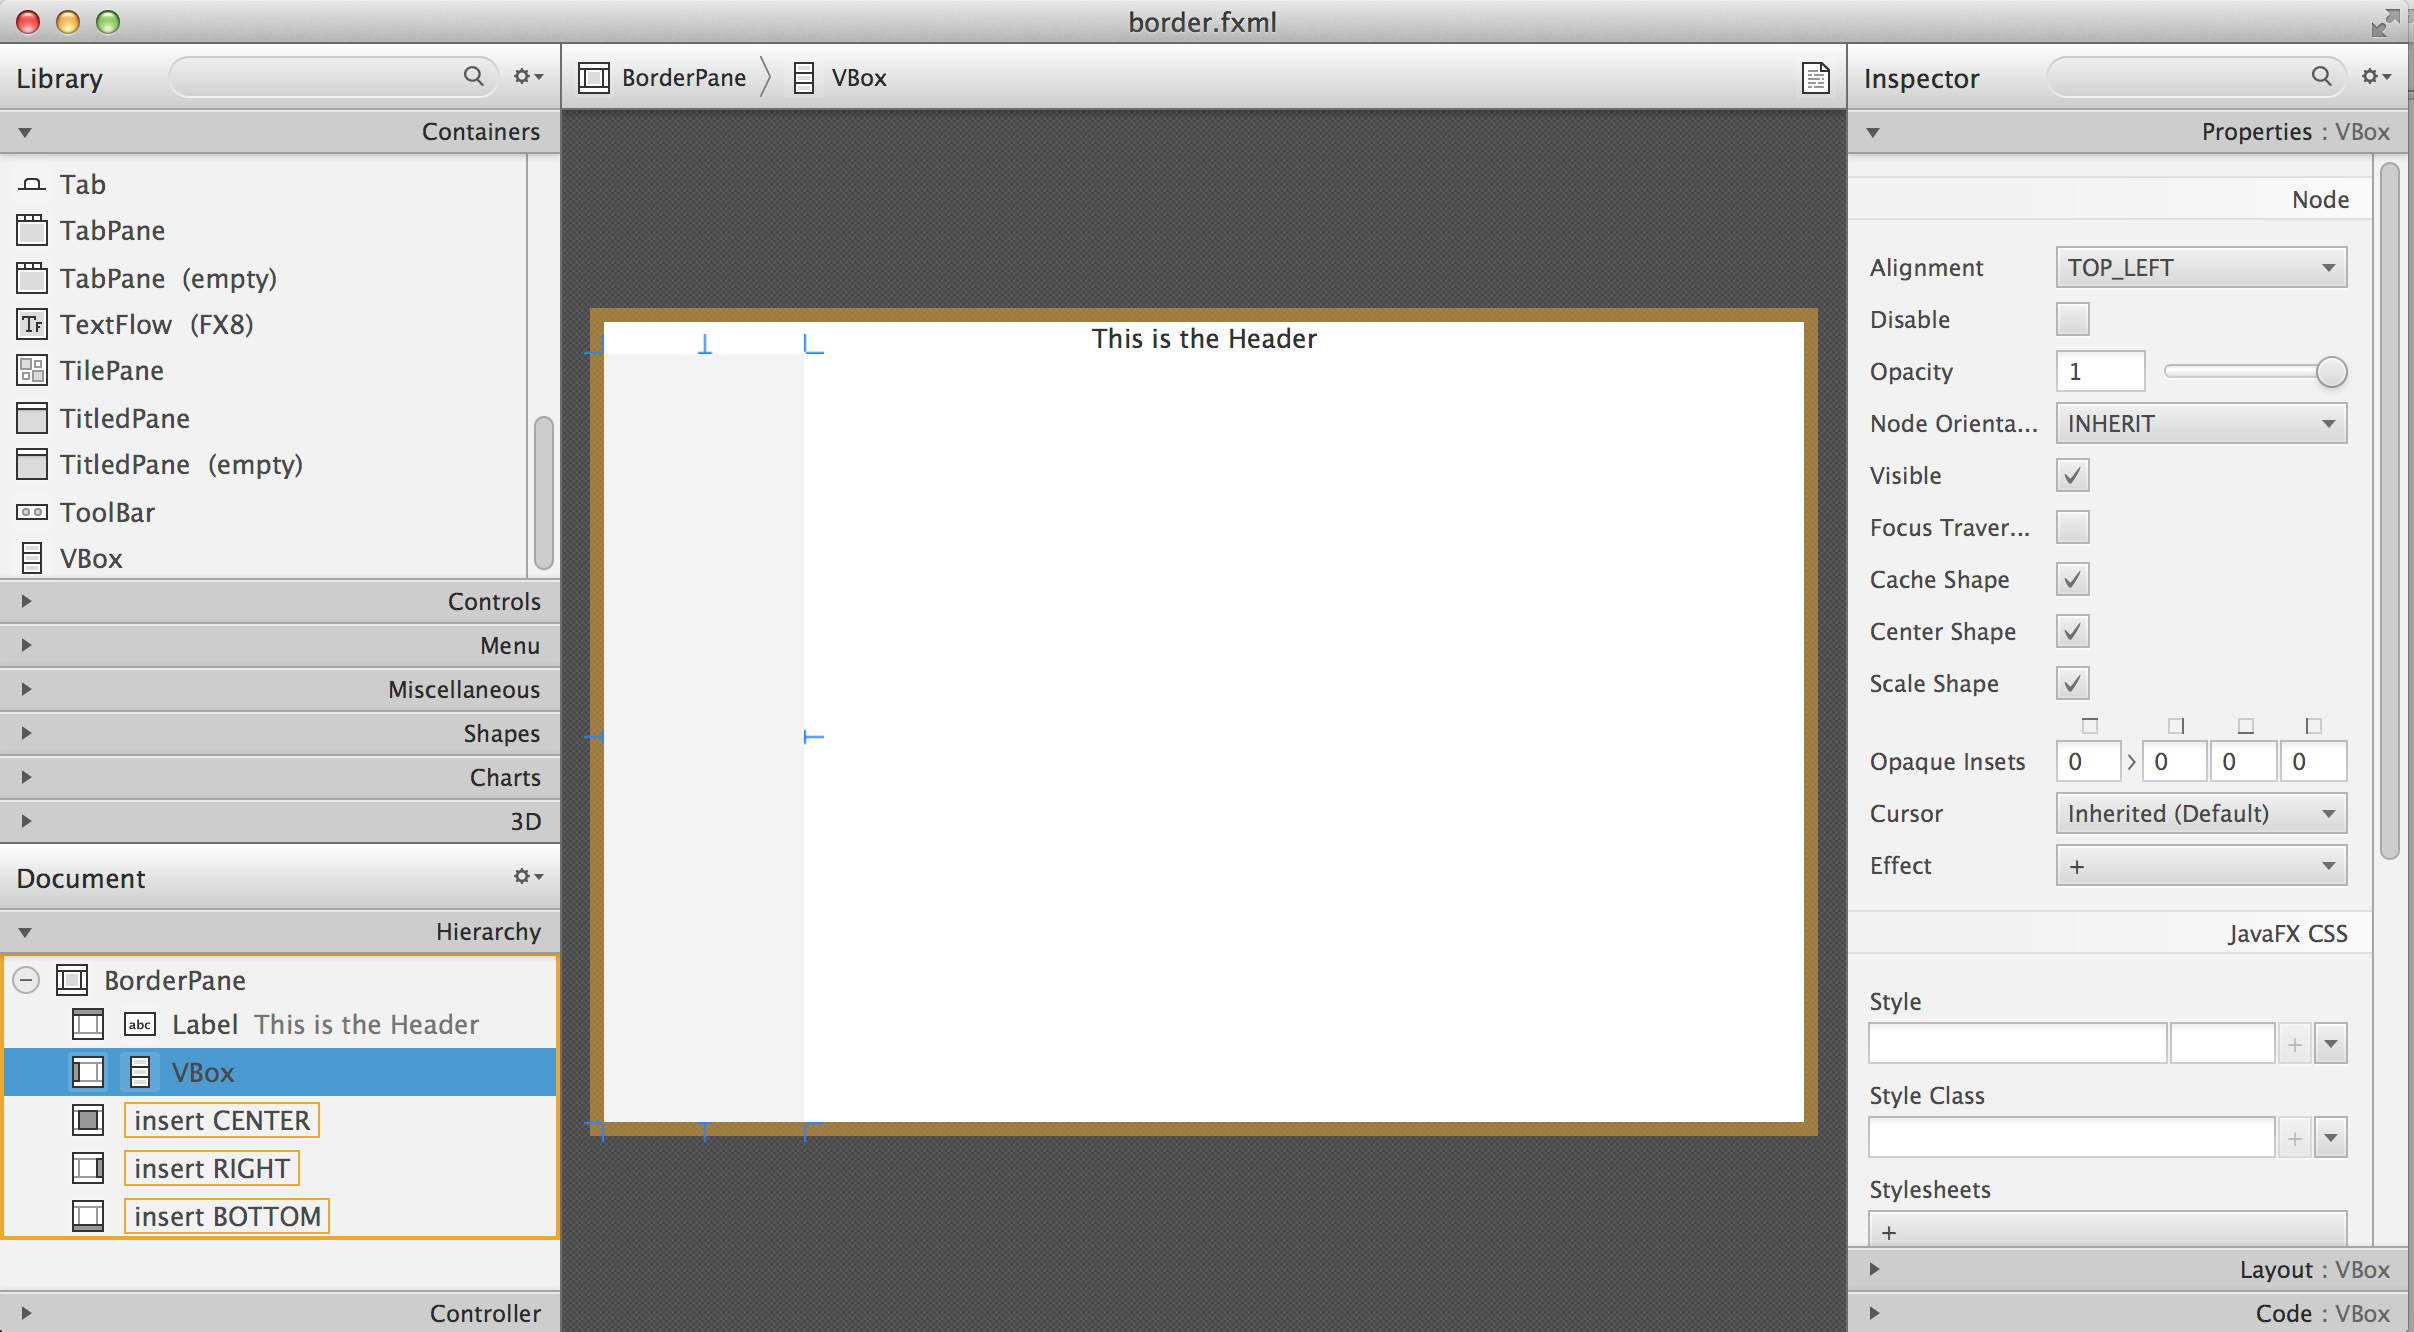 border.fxml
Library
Containers
Tab
TabPane
TabPane (empty)
TextFlow (FX8)
TilePane
TitledPane
TitledPane (empty)
ToolBar
VBox
Controls
Menu
Miscellaneous
Shapes
Charts
3D
Document
Hierarchy
BorderPane
abc Label This is the Header
VBox
insert CENTER
insert RIGHT
insert BOTTOM
Controller
BorderPane VBox
This is the Header
Inspector
Properties : VBox
Node
Alignment TOP_LEFT
Disable
Opacity 1
Node Orienta... INHERIT
Visible
Focus Traver...
Cache Shape
Center Shape
Scale Shape
Opaque Insets 0 > 0 0 0
Cursor Inherited (Default)
Effect +
JavaFX CSS
Style
+
Style Class
+
Stylesheets
+
Layout : VBox
Code : VBox